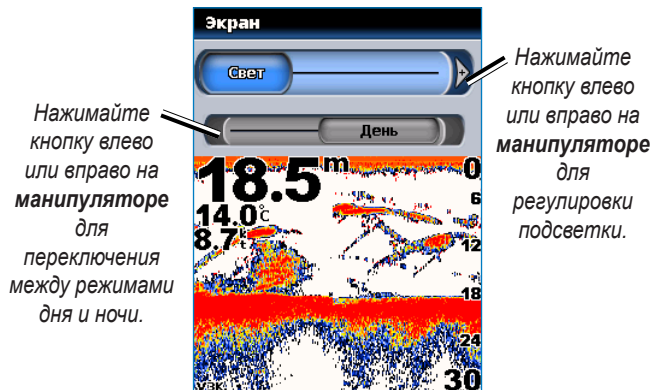 Экран
Свет
+
День
Нажимайте
кнопку влево
или вправо на
манипуляторе
для
переключения
между режимами
дня и ночи.
Нажимайте
кнопку влево
или вправо на
манипуляторе
для
регулировки
подсветки.
18.5m
14.0°C
8.7
0
6
12
18
24
30